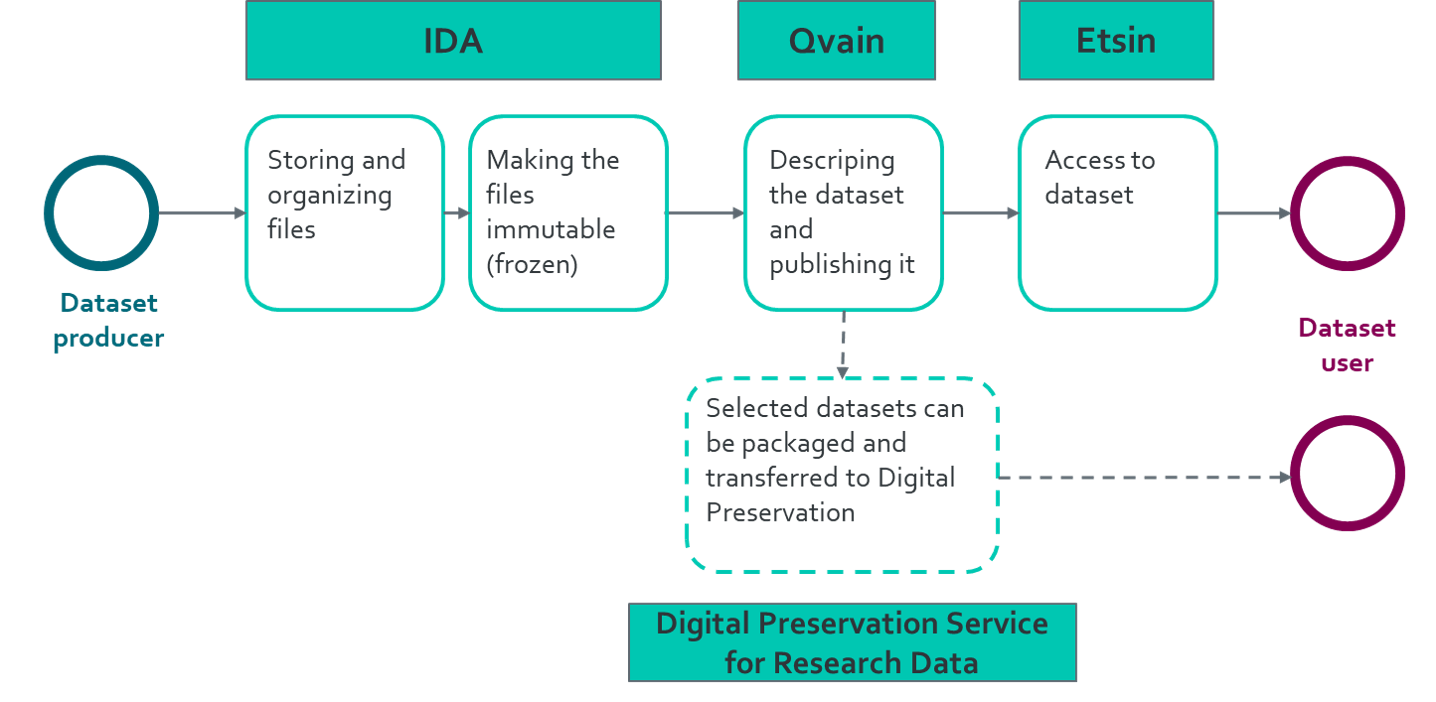 IDA
Qvain
Etsin
Storing and
organizing
files
Making the
files
immutable
(frozen)
Descriping
the dataset
and
publishing it
Access to
dataset
Dataset
producer
Dataset
user
Selected datasets can
be packaged and
transferred to Digital
Preservation
Digital Preservation Service
for Research Data